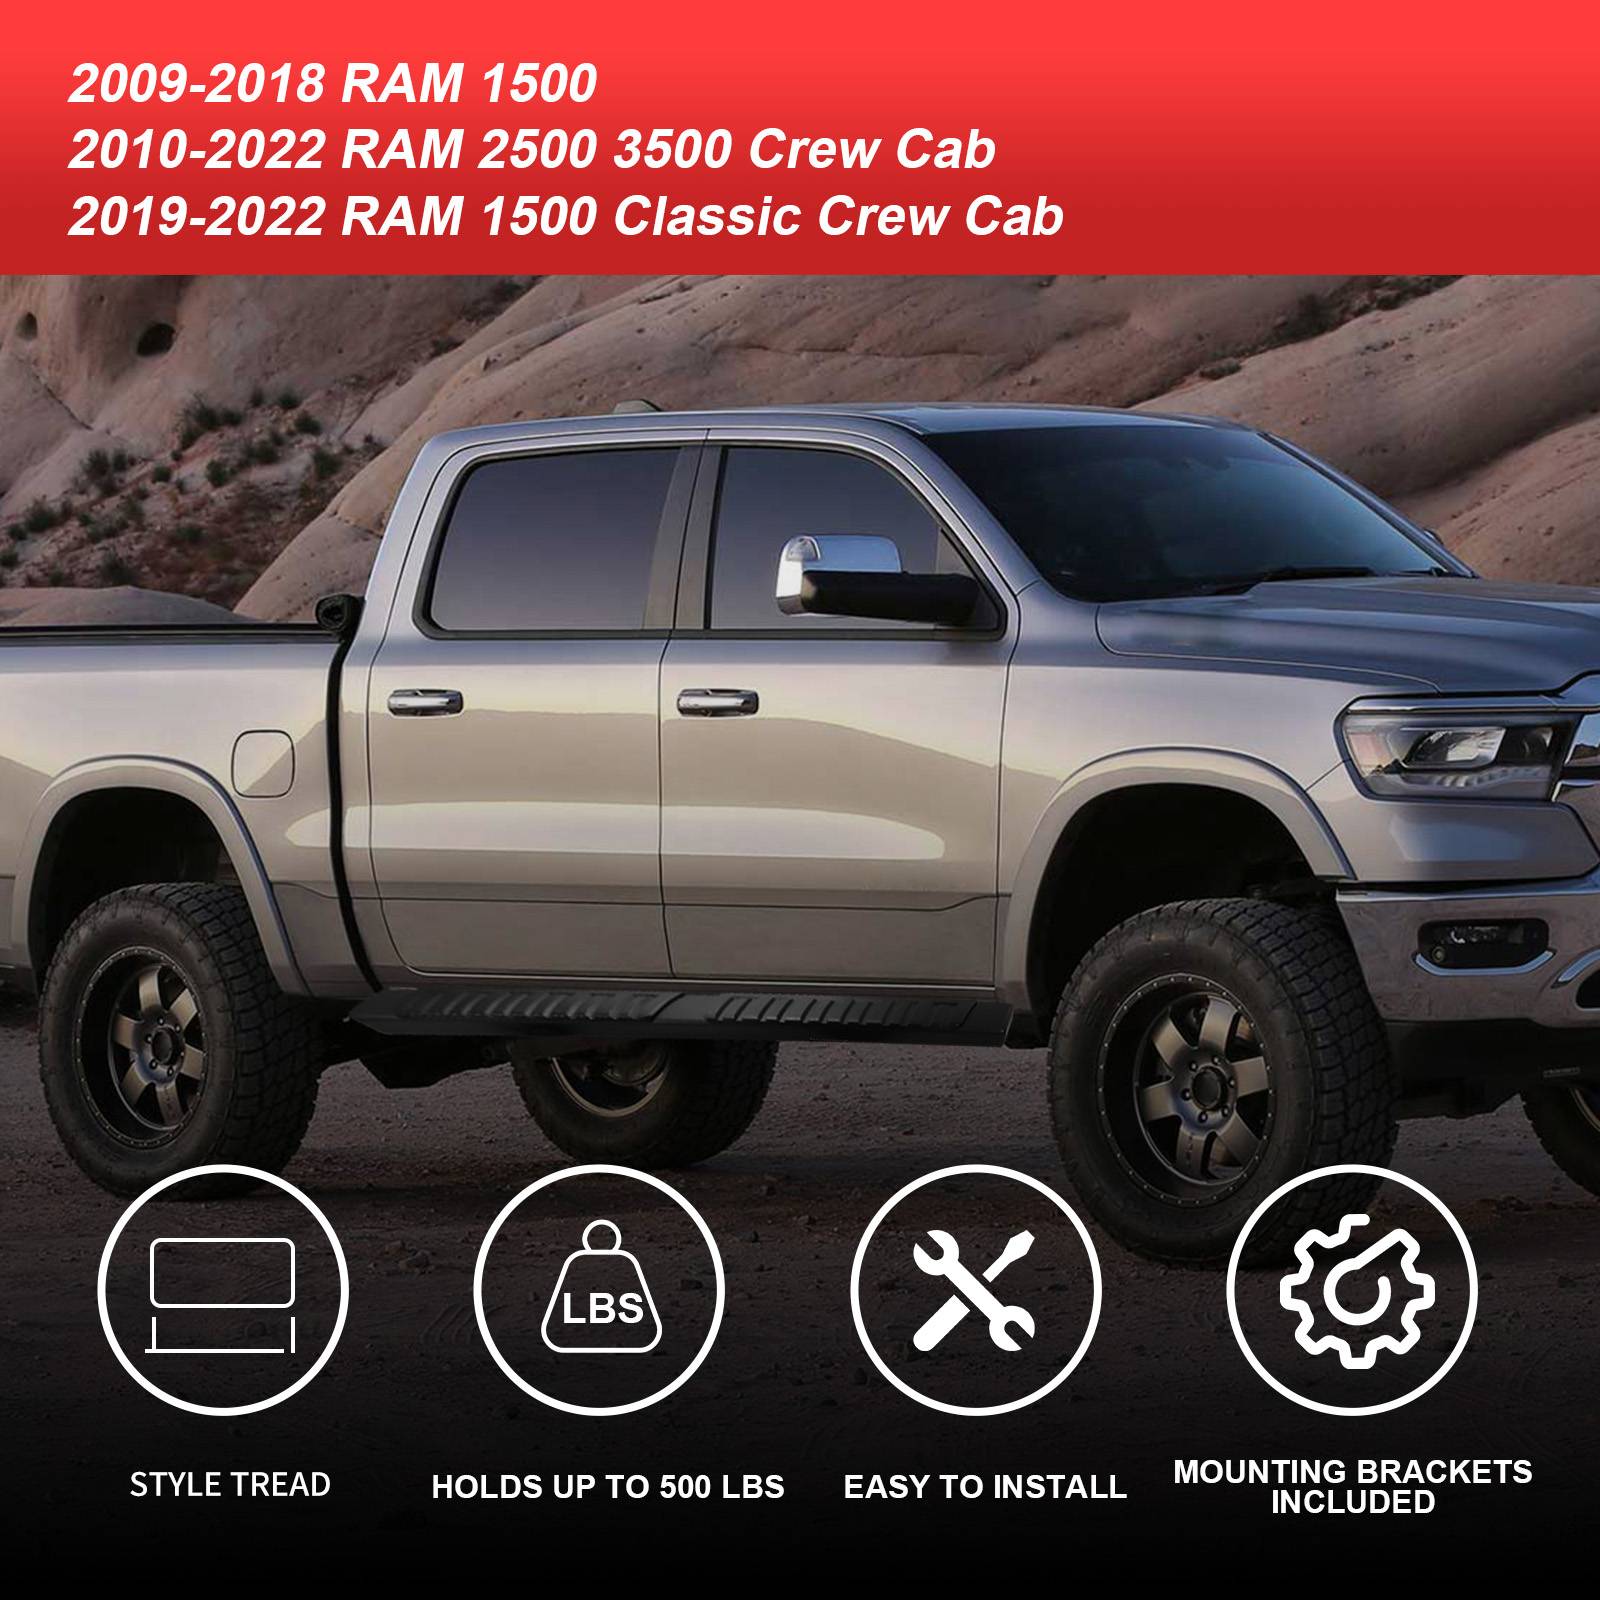 2009-2018 RAM 1500
2010-2022 RAM 2500 3500 Crew Cab
2019-2022 RAM 1500 Classic Crew Cab
LBS
STYLE TREAD
HOLDS UP TO 500 LBS
EASY TO INSTALL
MOUNTING BRACKETS
INCLUDED